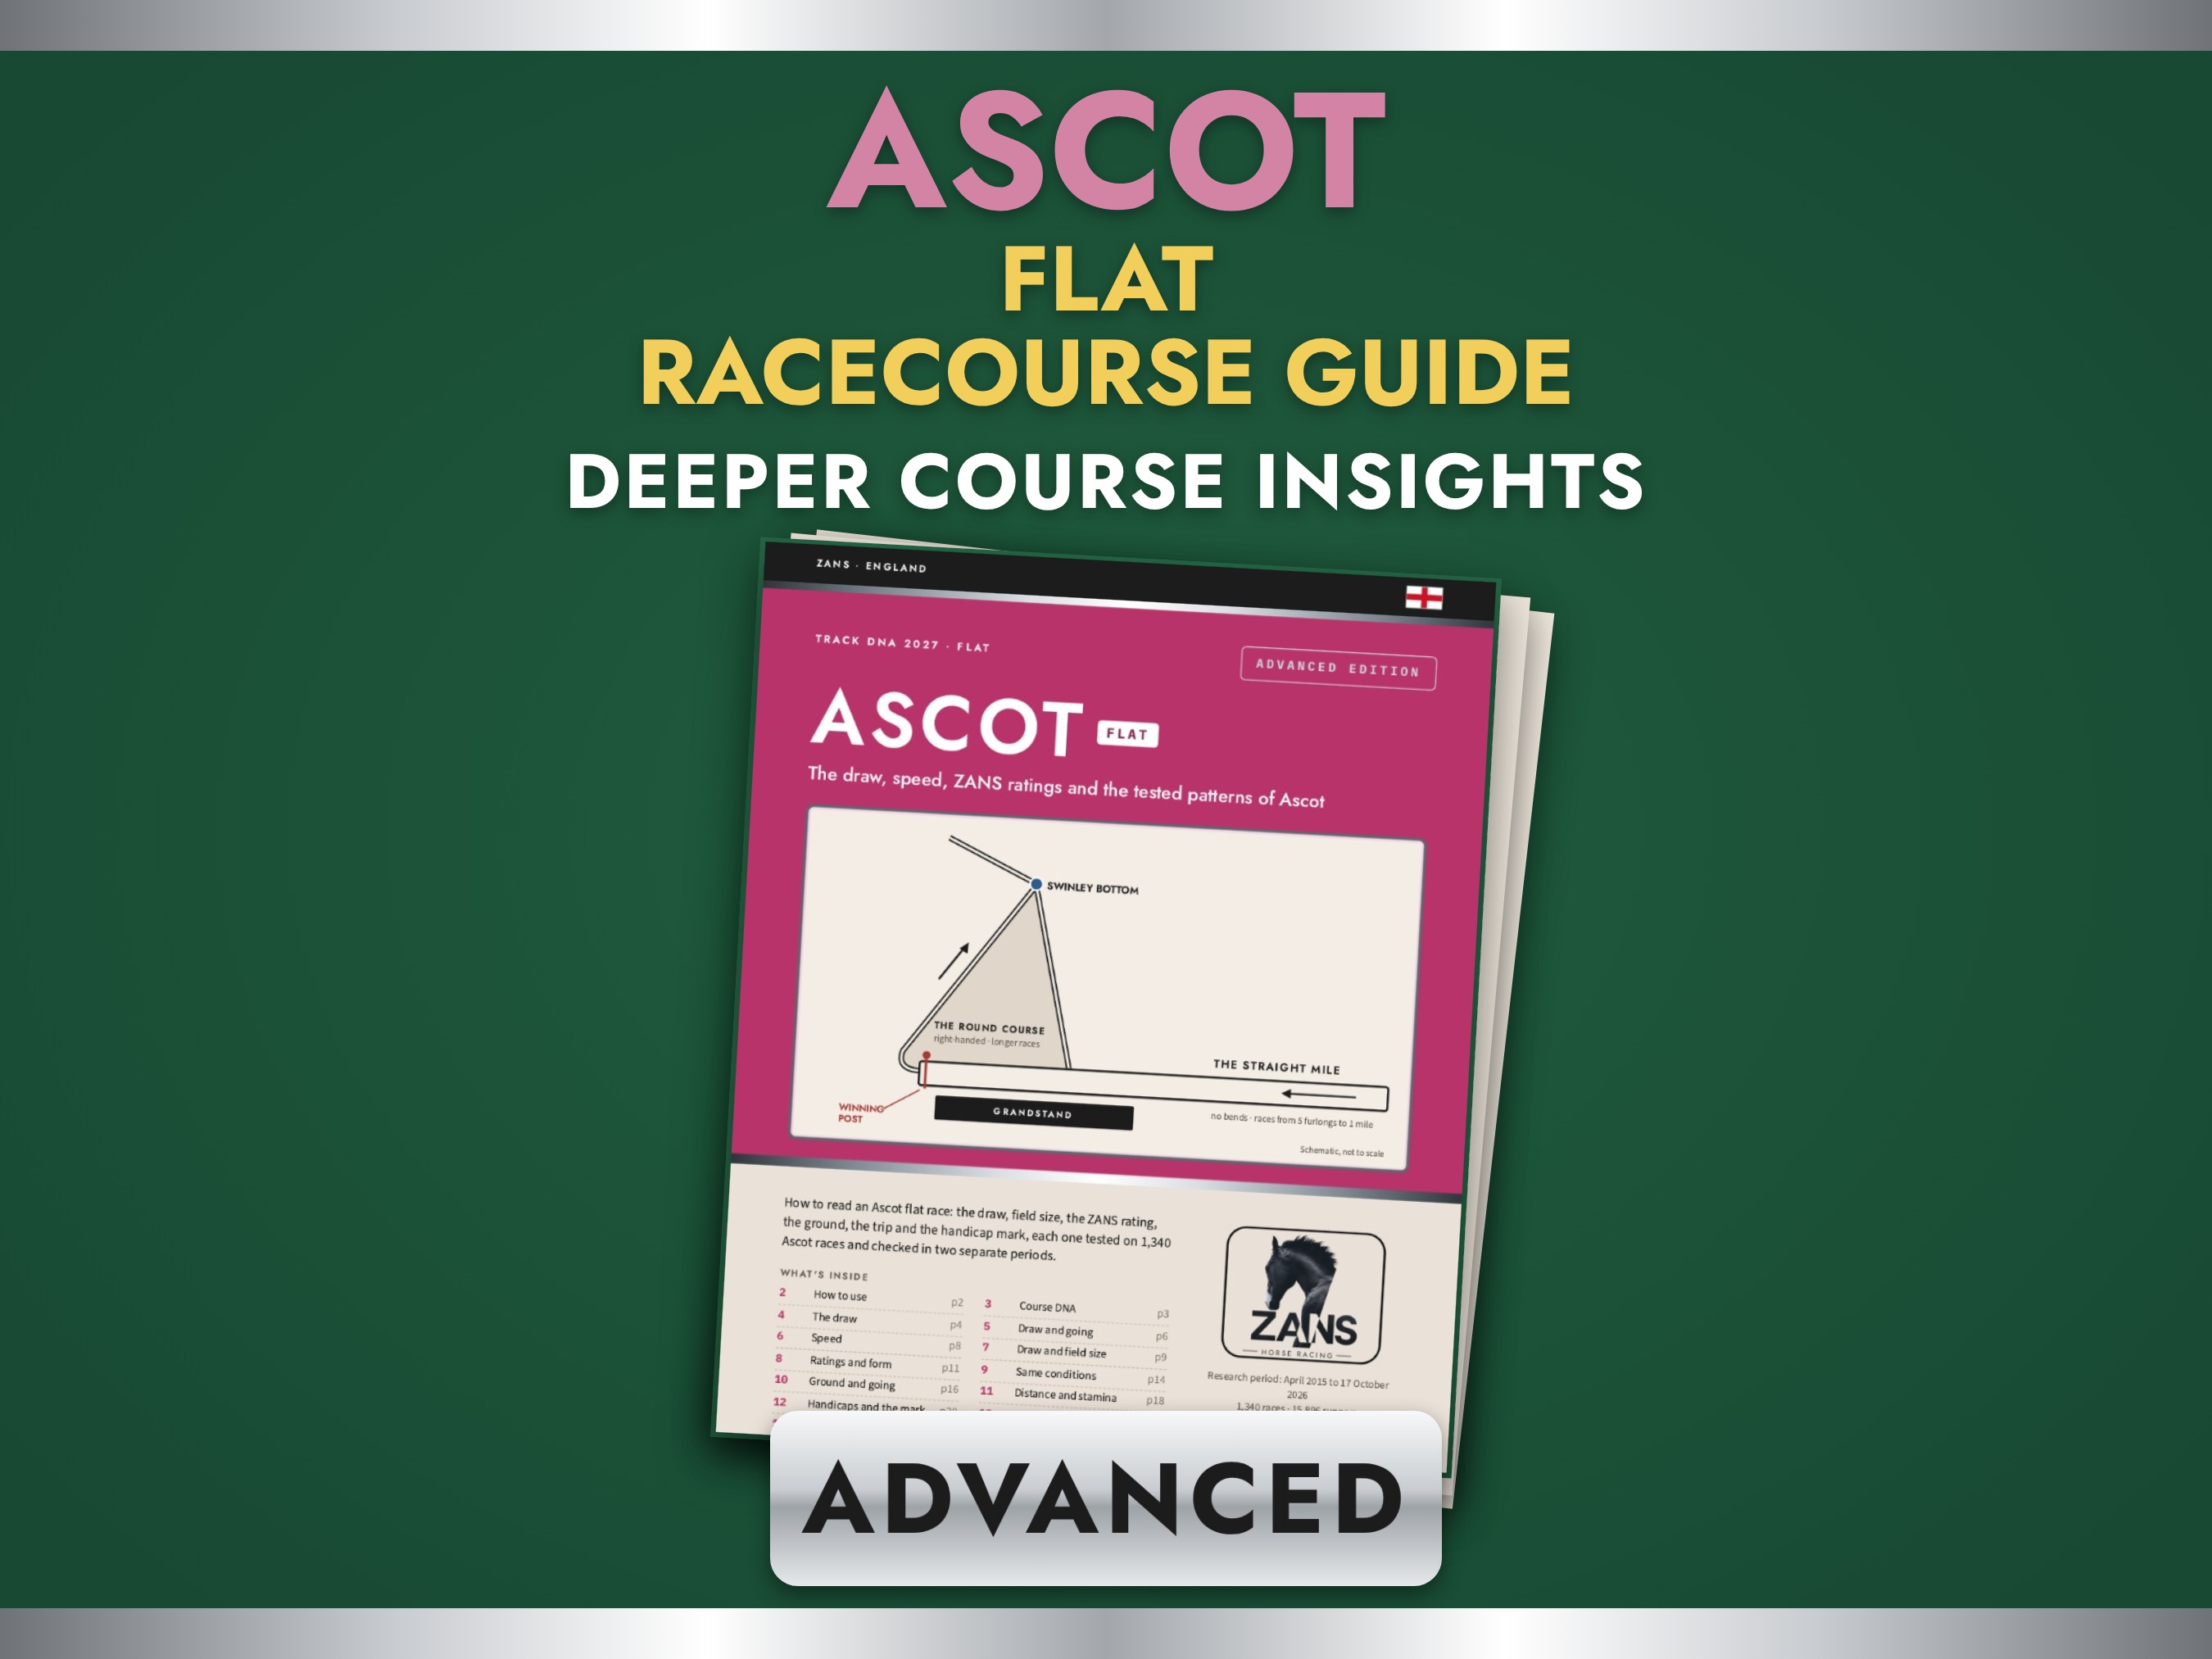 ASCOT
FLAT
RACECOURSE GUIDE
DEEPER COURSE INSIGHTS
ZANS · ENGLAND
TRACK DNA 2027 · FLAT
ADVANCED EDITION
ASCOT FLAT
The draw, speed, ZANS ratings and the tested patterns of Ascot
SWINLEY BOTTOM
THE ROUND COURSE
right-handed · longer races
THE STRAIGHT MILE
WINNING
POST
GRANDSTAND
no bends · races from 5 furlongs to 1 mile
Schematic, not to scale
How to read an Ascot flat race: the draw, field size, the ZANS rating,
the ground, the trip and the handicap mark, each one tested on 1,340
Ascot races and checked in two separate periods.
WHAT'S INSIDE
2 How to use p2
3 Course DNA p3
4 The draw p4
5 Draw and going p6
6 Speed p8
7 Draw and field size p9
8 Ratings and form p11
9 Same conditions p14
10 Ground and going p16
11 Distance and stamina p18
12 Handicaps and the mark
ZANS
HORSE RACING
Research period: April 2015 to 17 October
2026
1,340 races
ADVANCED